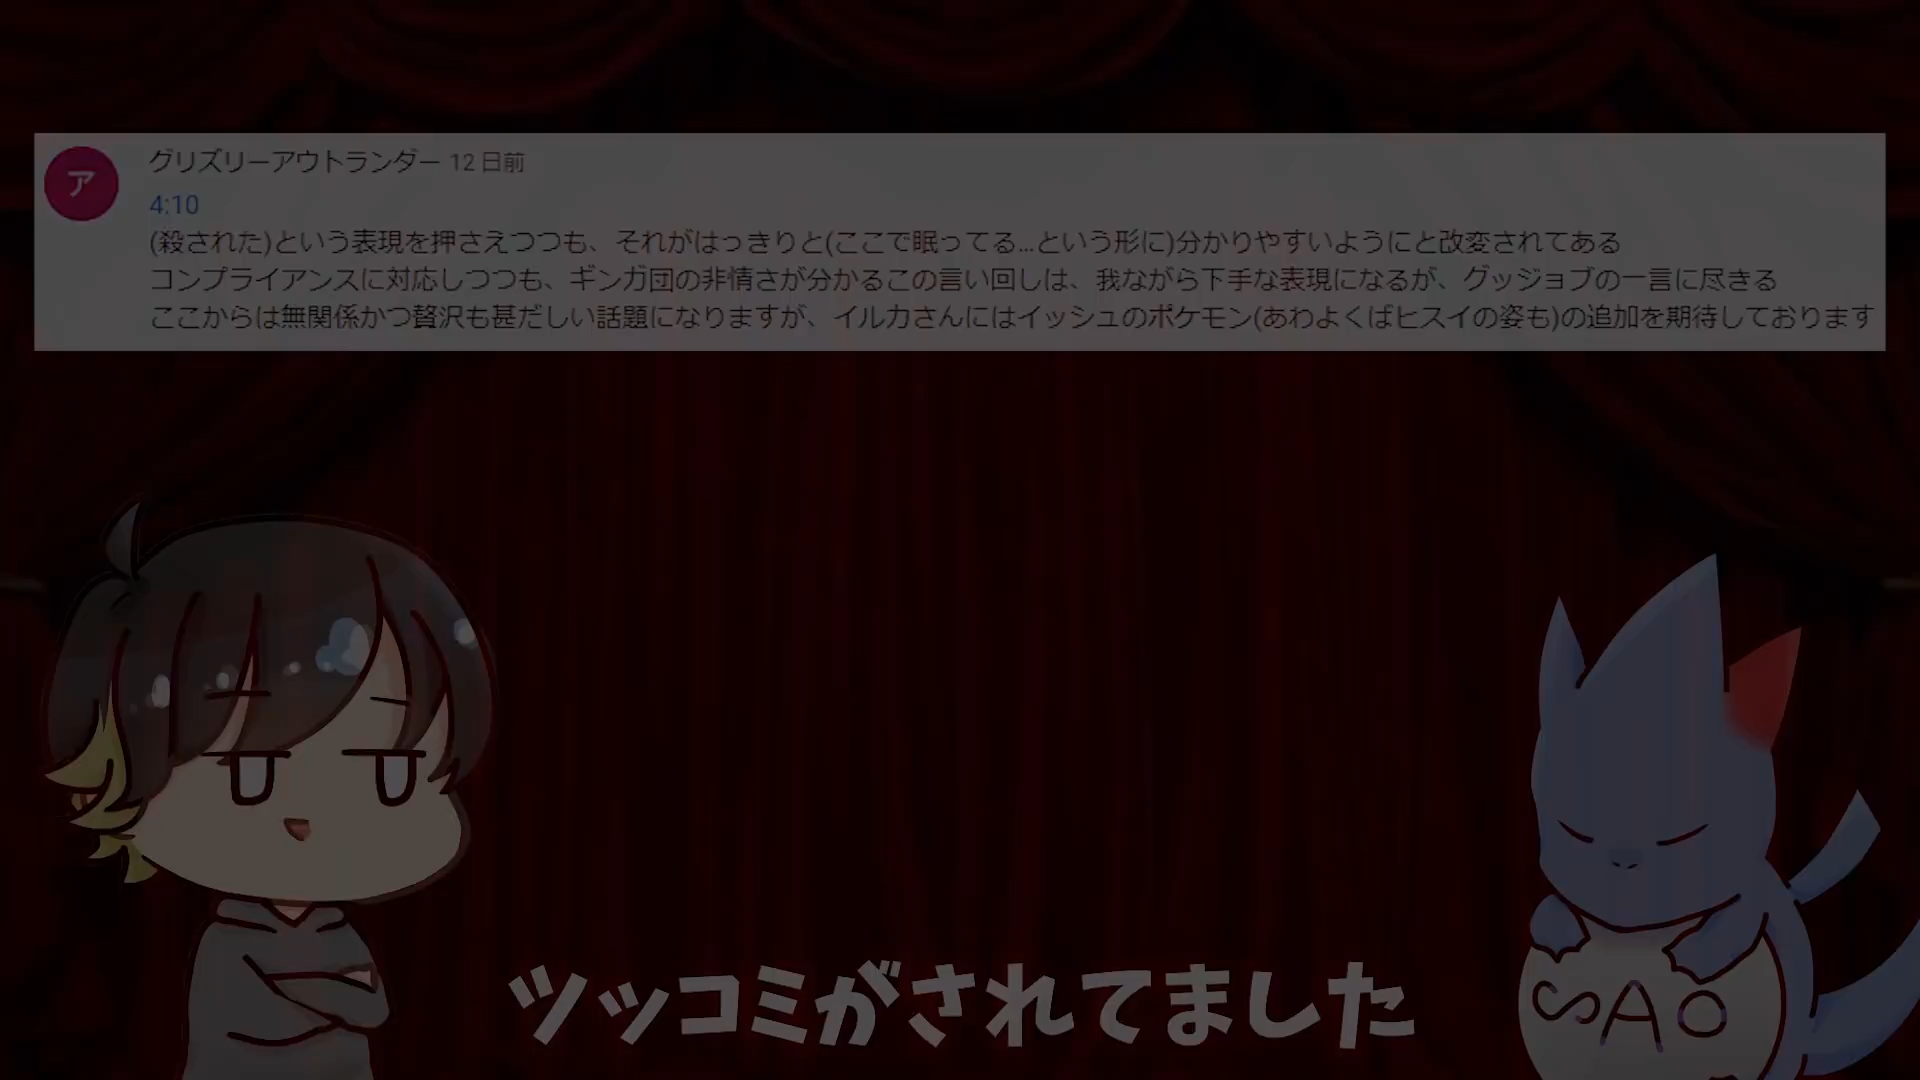 ア
グリズリーアウトランダー 12 日前
4:10
(殺された)という表現を押さえつつも、それがはっきりと(ここで眠ってる...という形に)分かりやすいようにと改変されてある
コンプライアンスに対応しつつも、ギンガ団の非情さが分かるこの言い回しは、我ながら下手な表現になるが、グッジョブの一言に尽きる
ここからは無関係かつ贅沢も甚だしい話題になりますが、イルカさんにはイッシュのポケモン(あわよくばヒスイの姿も)の追加を期待しております
ツッコミがされてました
∽AO